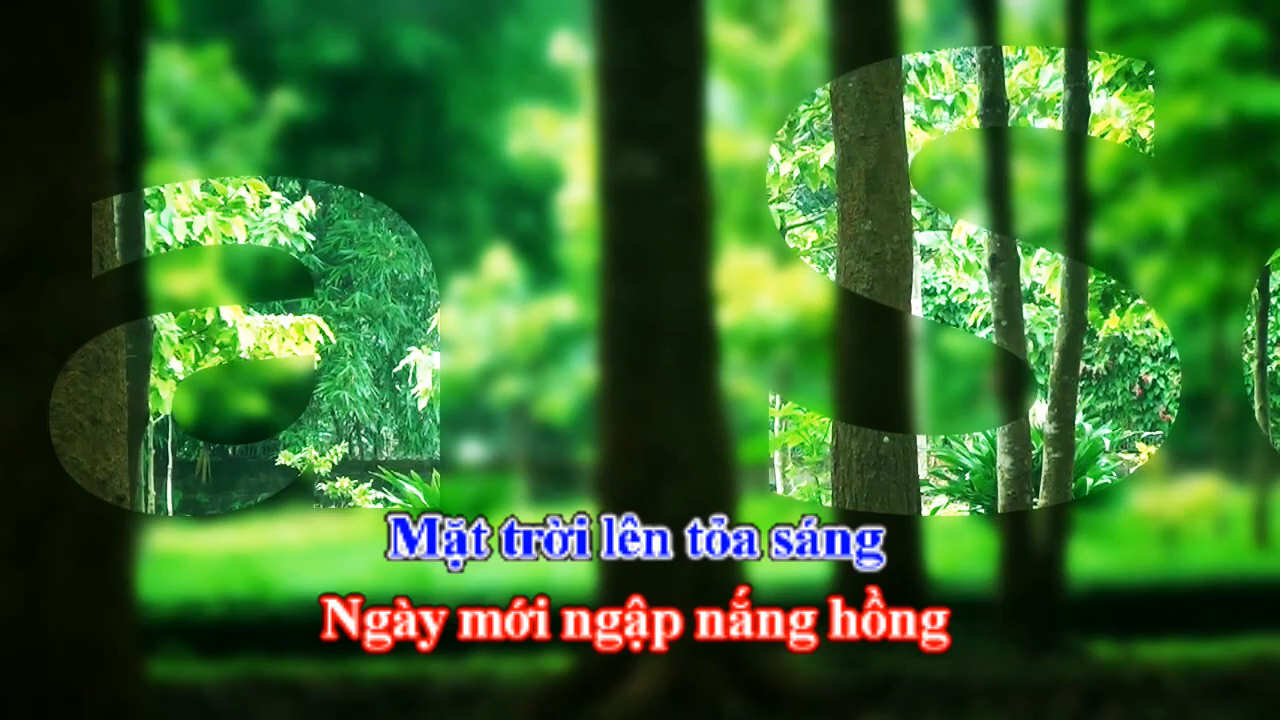 a S
Mặt trời lên tỏa sáng
Ngày mới ngập nắng hồng